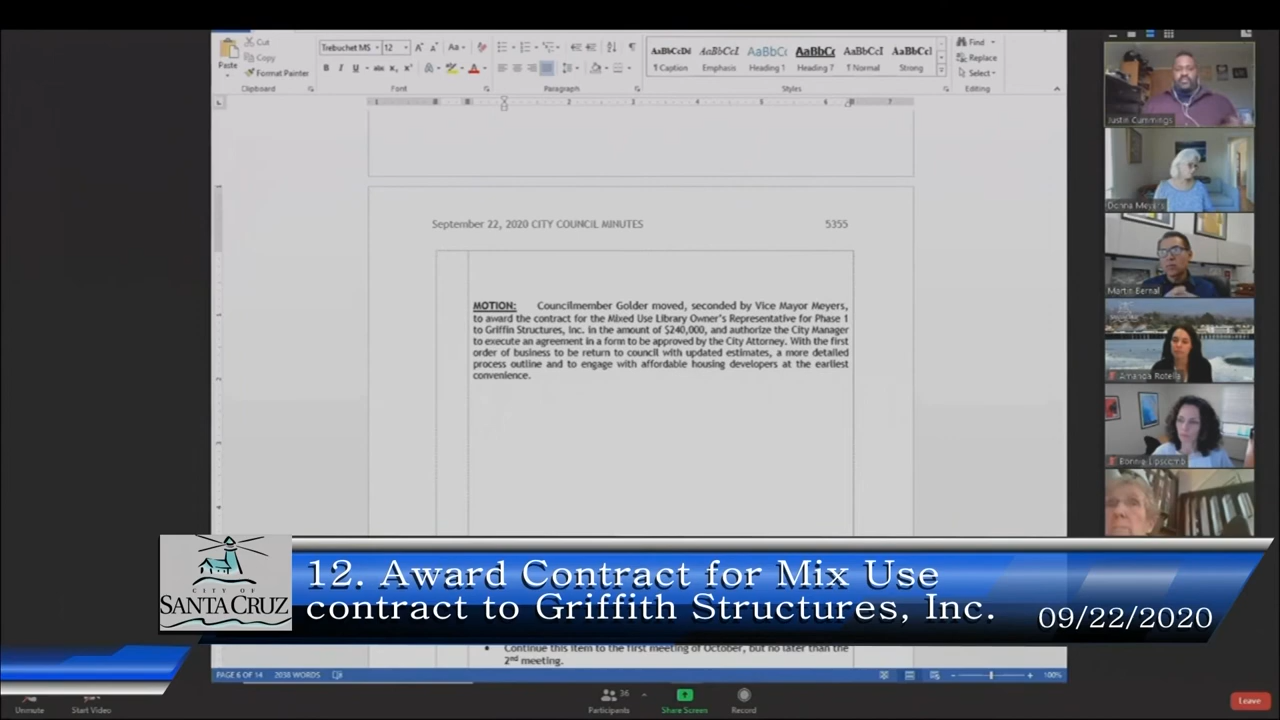 Cut
Copy
Format Painter
Paste
Clipboard
Trebuchet MS
12
Font
Paragraph
AaBbCcDd AaBbCcI AaBbCc AaBbCc AaBbCcI AaBbCc
¶ Caption Emphasis Heading 1 Heading 7 ¶ Normal Strong
Styles
Find
Replace
Select
Editing
September 22, 2020 CITY COUNCIL MINUTES 5355
MOTION: Councilmember Golder moved, seconded by Vice Mayor Meyers,
to award the contract for the Mixed Use Library Owner's Representative for Phase 1
to Griffin Structures, Inc. in the amount of $240,000, and authorize the City Manager
to execute an agreement in a form to be approved by the City Attorney. With the first
order of business to be return to council with updated estimates, a more detailed
process outline and to engage with affordable housing developers at the earliest
convenience.
Justin Cummings
Donna Meyers
Martin Bernal
Amanda Rotella
Bonnie Lipscomb
CITY OF
SANTA CRUZ
12. Award Contract for Mix Use
contract to Griffith Structures, Inc.
09/22/2020
Continue this item to the first meeting of October, but no later than the
2nd meeting.
PAGE 6 OF 14 2038 WORDS
100%
Unmute
Start Video
Participants
36
Share Screen
Record
Leave